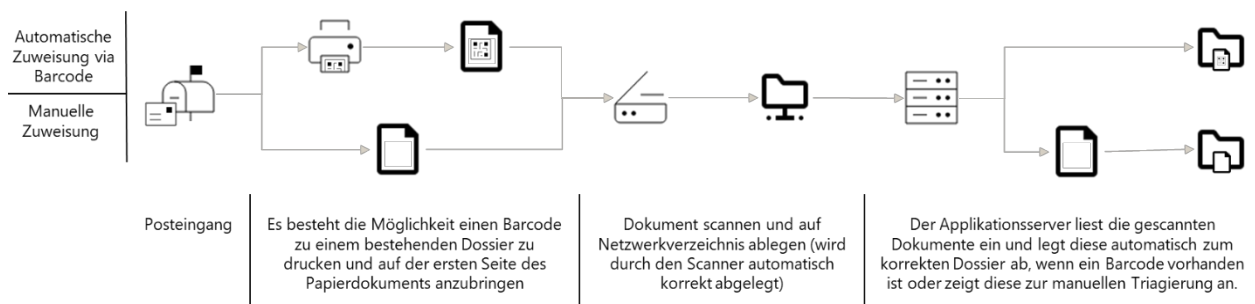 Automatische
Zuweisung via
Barcode
Manuelle
Zuweisung
Posteingang
Es besteht die Möglichkeit einen Barcode
zu einem bestehenden Dossier zu
drucken und auf der ersten Seite des
Papierdokuments anzubringen
Dokument scannen und auf
Netzwerkverzeichnis ablegen (wird
durch den Scanner automatisch
korrekt abgelegt)
Der Applikationsserver liest die gescannten
Dokumente ein und legt diese automatisch zum
korrekten Dossier ab, wenn ein Barcode vorhanden
ist oder zeigt diese zur manuellen Triagierung an.